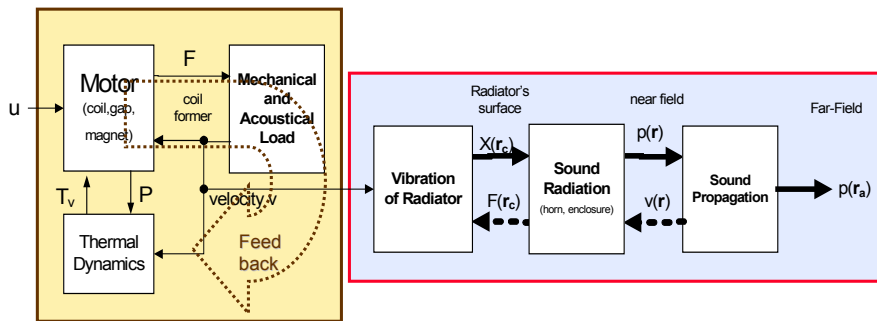 u
Motor
(coil,gap,
magnet)
F
coil
former
Mechanical
and
Acoustical
Load
Tv
P
velocity v
Thermal
Dynamics
Feed
back
Radiator's
surface
near field
Far-Field
Vibration
of Radiator
X(rc)
F(rc)
Sound
Radiation
(horn, enclosure)
p(r)
v(r)
Sound
Propagation
p(ra)